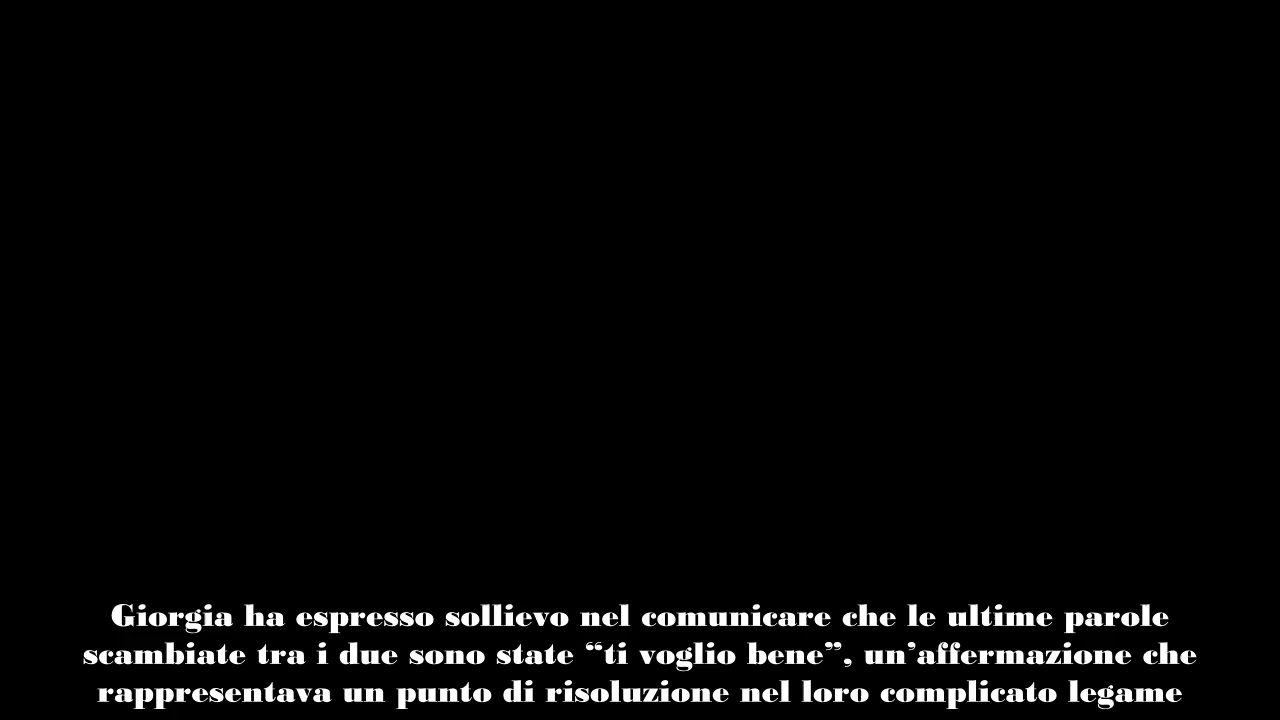 Giorgia ha espresso sollievo nel comunicare che le ultime parole
scambiate tra i due sono state “ti voglio bene”, un’affermazione che
rappresentava un punto di risoluzione nel loro complicato legame